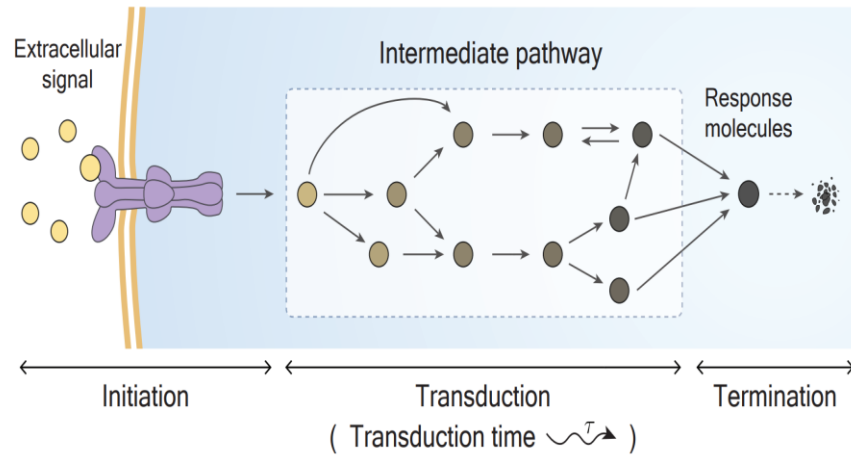 Extracellular
signal
Intermediate pathway
Response
molecules
Initiation
Transduction
Termination
( Transduction time τ )